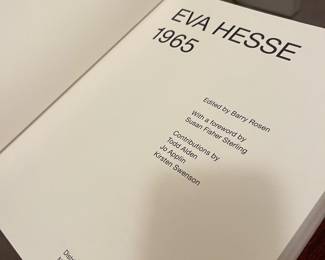 EVA HESSE
1965
Edited by Barry Rosen
With a foreword by
Susan Fisher Sterling
Contributions by
Todd Alden
Jo Applin
Kirsten Swenson